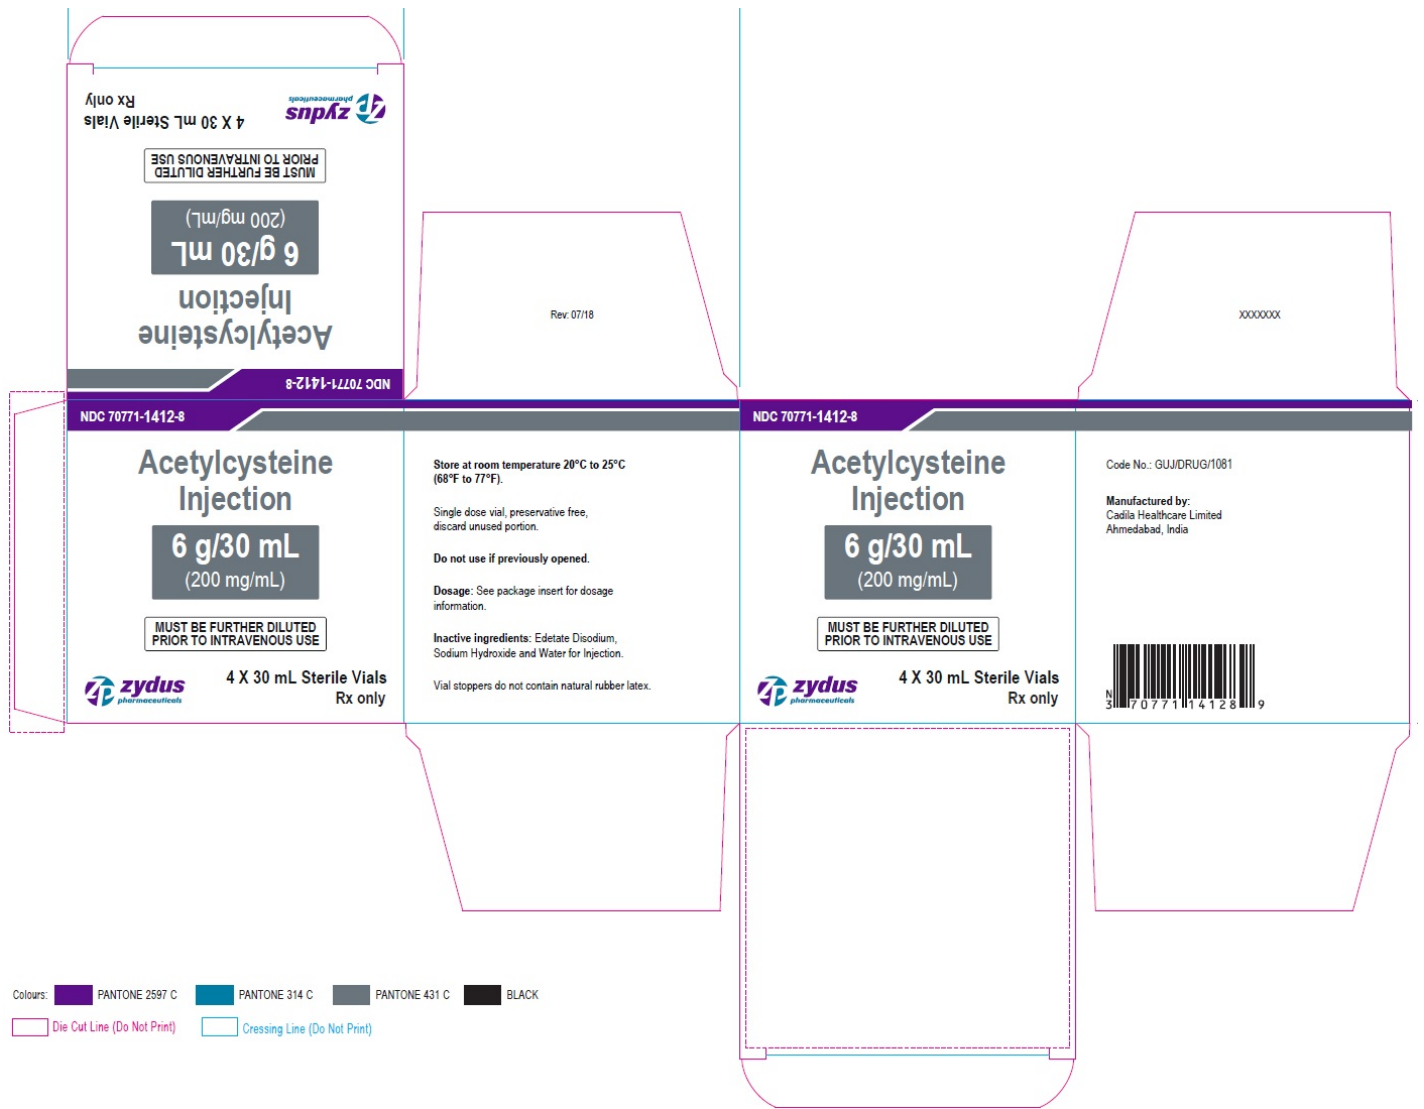 zydus
pharmaceuticals
4 X 30 mL Sterile Vials
Rx only
MUST BE FURTHER DILUTED
PRIOR TO INTRAVENOUS USE
6 g/30 mL
(200 mg/mL)
Acetylcysteine
Injection
NDC 70771-1412-8
Rev: 07/18
XXXXXXX
NDC 70771-1412-8
Acetylcysteine
Injection
6 g/30 mL
(200 mg/mL)
MUST BE FURTHER DILUTED
PRIOR TO INTRAVENOUS USE
zydus
pharmaceuticals
4 X 30 mL Sterile Vials
Rx only
Store at room temperature 20°C to 25°C
(68°F to 77°F).
Single dose vial, preservative free,
discard unused portion.
Do not use if previously opened.
Dosage: See package insert for dosage
information.
Inactive ingredients: Edetate Disodium,
Sodium Hydroxide and Water for Injection.
Vial stoppers do not contain natural rubber latex.
NDC 70771-1412-8
Acetylcysteine
Injection
6 g/30 mL
(200 mg/mL)
MUST BE FURTHER DILUTED
PRIOR TO INTRAVENOUS USE
zydus
pharmaceuticals
4 X 30 mL Sterile Vials
Rx only
Code No.: GUJ/DRUG/1081
Manufactured by:
Cadila Healthcare Limited
Ahmedabad, India
N
3 70771 14128 9
Colours: PANTONE 2597 C PANTONE 314 C PANTONE 431 C BLACK
Die Cut Line (Do Not Print) Cressing Line (Do Not Print)